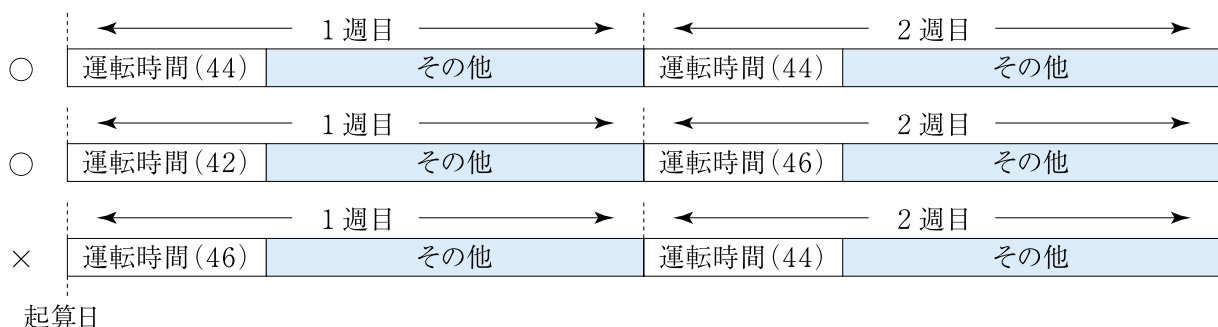 1週目 2週目
○ 運転時間(44) その他 運転時間(44) その他
1週目 2週目
○ 運転時間(42) その他 運転時間(46) その他
1週目 2週目
× 運転時間(46) その他 運転時間(44) その他
起算日